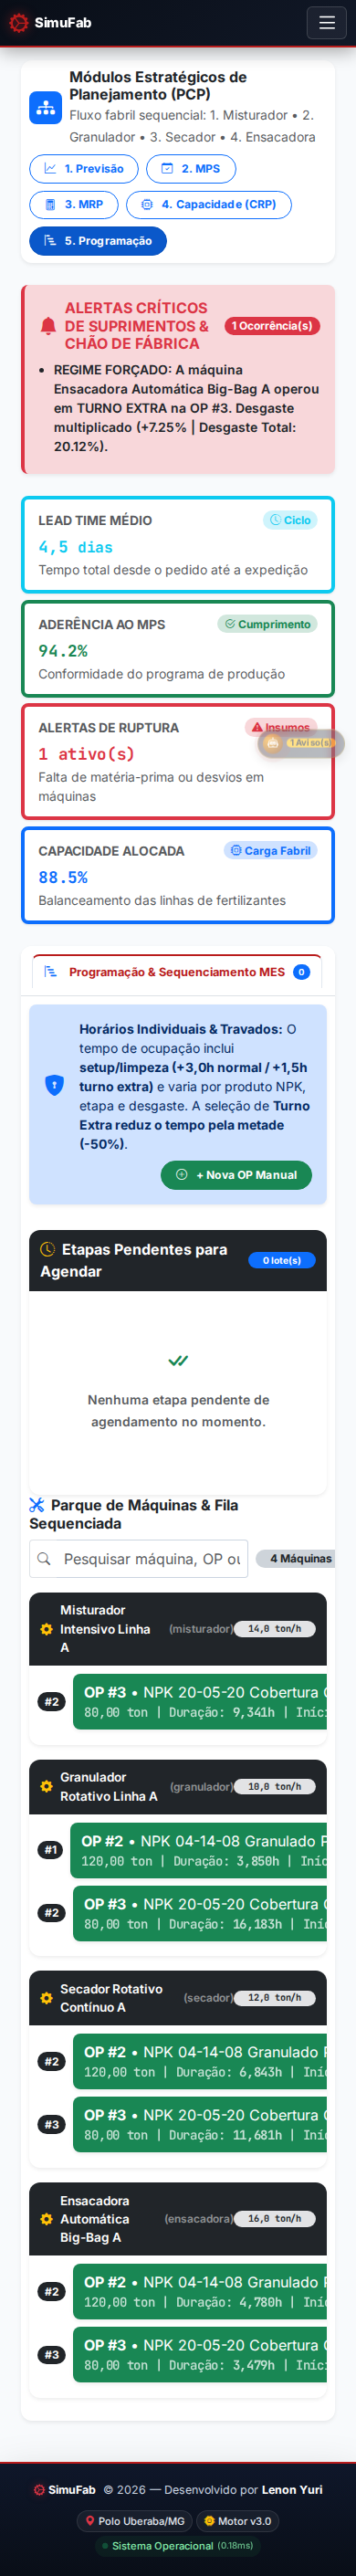 SimuFab
Módulos Estratégicos de
Planejamento (PCP)
Fluxo fabril sequencial: 1. Misturador • 2.
Granulador • 3. Secador • 4. Ensacadora
1. Previsão
2. MPS
3. MRP
4. Capacidade (CRP)
5. Programação
ALERTAS CRÍTICOS
DE SUPRIMENTOS &
CHÃO DE FÁBRICA
1 Ocorrência(s)
• REGIME FORÇADO: A máquina
Ensacadora Automática Big-Bag A operou
em TURNO EXTRA na OP #3. Desgaste
multiplicado (+7.25% | Desgaste Total:
20.12%).
LEAD TIME MÉDIO
Ciclo
4,5 dias
Tempo total desde o pedido até a expedição
ADERÊNCIA AO MPS
Cumprimento
94.2%
Conformidade do programa de produção
ALERTAS DE RUPTURA
Insumos
1 Aviso(s)
1 ativo(s)
Falta de matéria-prima ou desvios em
máquinas
CAPACIDADE ALOCADA
Carga Fabril
88.5%
Balanceamento das linhas de fertilizantes
Programação & Sequenciamento MES 0
Horários Individuais & Travados: O
tempo de ocupação inclui
setup/limpeza (+3,0h normal / +1,5h
turno extra) e varia por produto NPK,
etapa e desgaste. A seleção de Turno
Extra reduz o tempo pela metade
(-50%).
+ Nova OP Manual
Etapas Pendentes para
Agendar
0 lote(s)
Nenhuma etapa pendente de
agendamento no momento.
Parque de Máquinas & Fila
Sequenciada
Pesquisar máquina, OP ou
4 Máquinas
Misturador
Intensivo Linha
A
(misturador)
14,0 ton/h
#2
OP #3 • NPK 20-05-20 Cobertura
80,00 ton | Duração: 9,341h | Iníc
Granulador
Rotativo Linha A
(granulador)
10,0 ton/h
#1
OP #2 • NPK 04-14-08 Granulado
120,00 ton | Duração: 3,850h | Iníc
#2
OP #3 • NPK 20-05-20 Cobertura
80,00 ton | Duração: 16,183h | Iníc
Secador Rotativo
Contínuo A
(secador)
12,0 ton/h
#2
OP #2 • NPK 04-14-08 Granulado
120,00 ton | Duração: 6,843h | Iníc
#3
OP #3 • NPK 20-05-20 Cobertura
80,00 ton | Duração: 11,681h | Iníc
Ensacadora
Automática
Big-Bag A
(ensacadora)
16,0 ton/h
#2
OP #2 • NPK 04-14-08 Granulado
120,00 ton | Duração: 4,780h | Iníc
#3
OP #3 • NPK 20-05-20 Cobertura
80,00 ton | Duração: 3,479h | Iníc
SimuFab © 2026 — Desenvolvido por Lenon Yuri
Polo Uberaba/MG
Motor v3.0
Sistema Operacional (0.18ms)